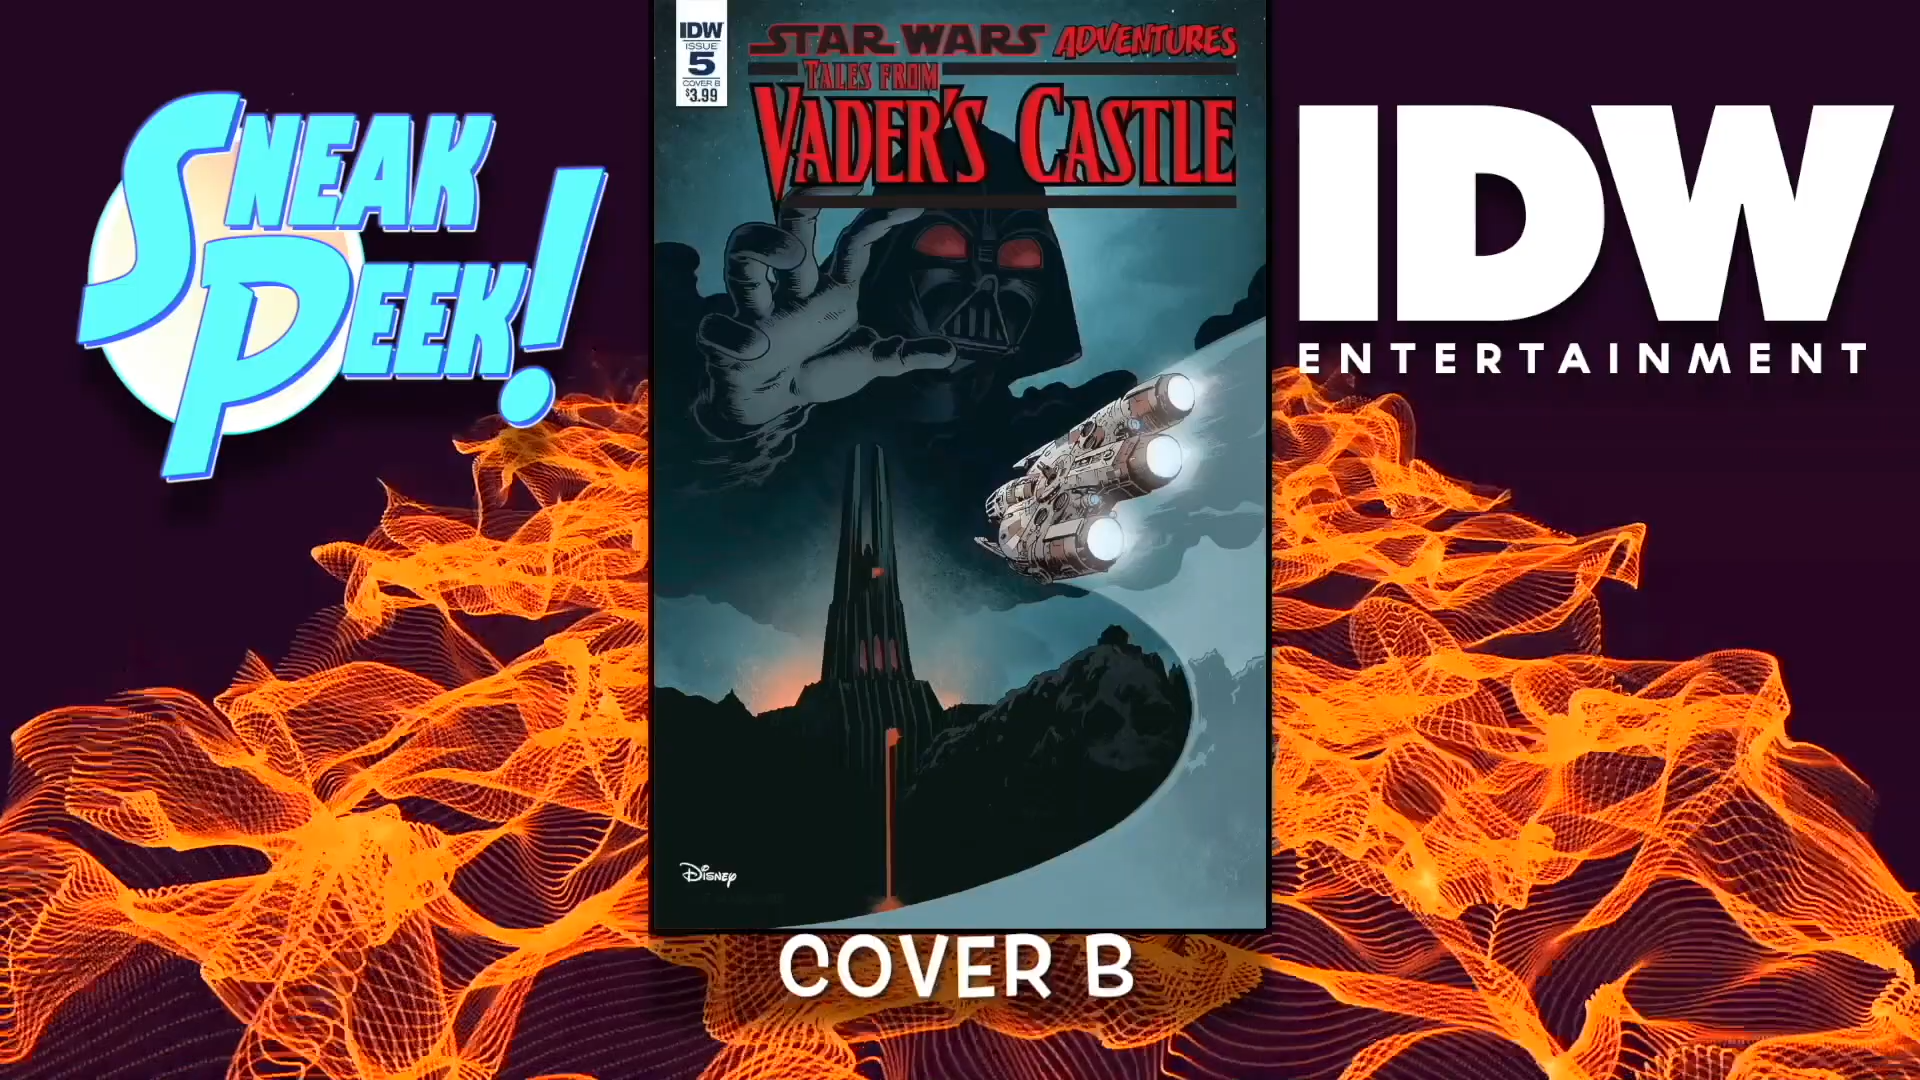 SNEAK
PEEK!
IDW
ISSUE
5
COVER B
$3.99
STAR WARS ADVENTURES
TALES FROM
VADER'S CASTLE
DISNEY
IDW
ENTERTAINMENT
COVER B